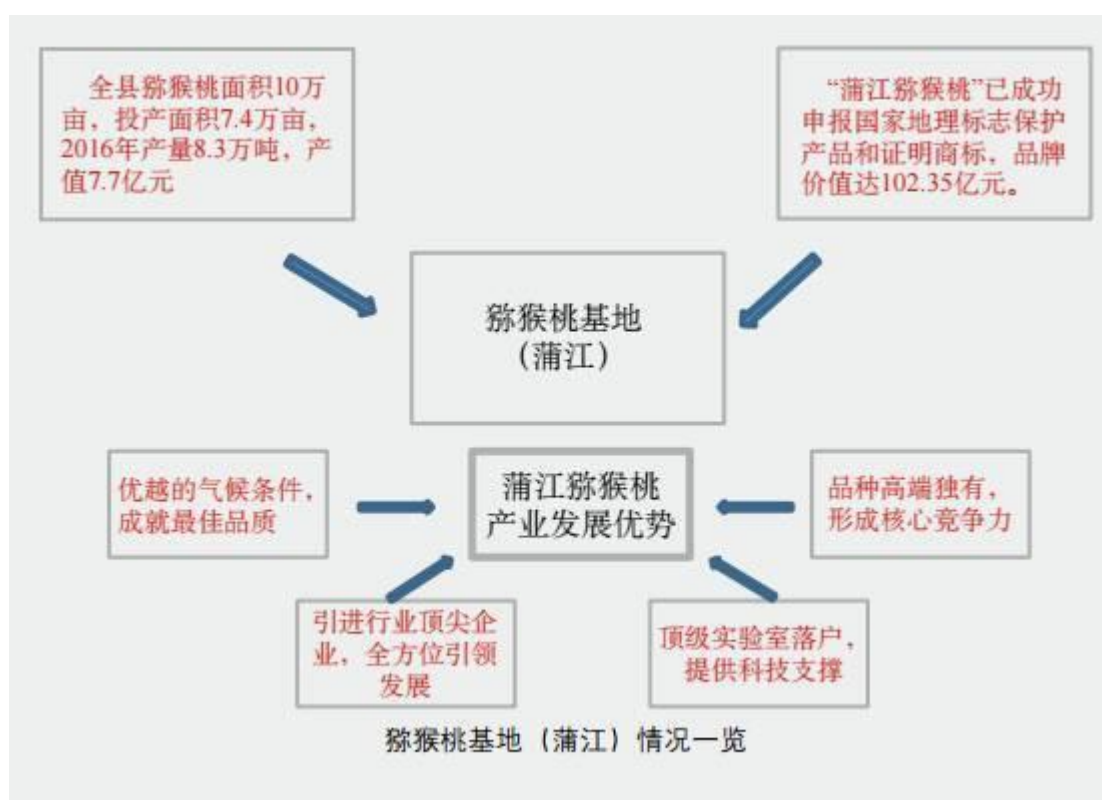 全县猕猴桃面积10万
亩，投产面积7.4万亩，
2016年产量8.3万吨，产
值7.7亿元
“蒲江猕猴桃”已成功
申报国家地理标志保护
产品和证明商标，品牌
价值达102.35亿元。
猕猴桃基地
（蒲江）
优越的气候条件，
成就最佳品质
蒲江猕猴桃
产业发展优势
品种高端独有，
形成核心竞争力
引进行业顶尖企
业，全方位引领
发展
顶级实验室落户，
提供科技支撑
猕猴桃基地（蒲江）情况一览